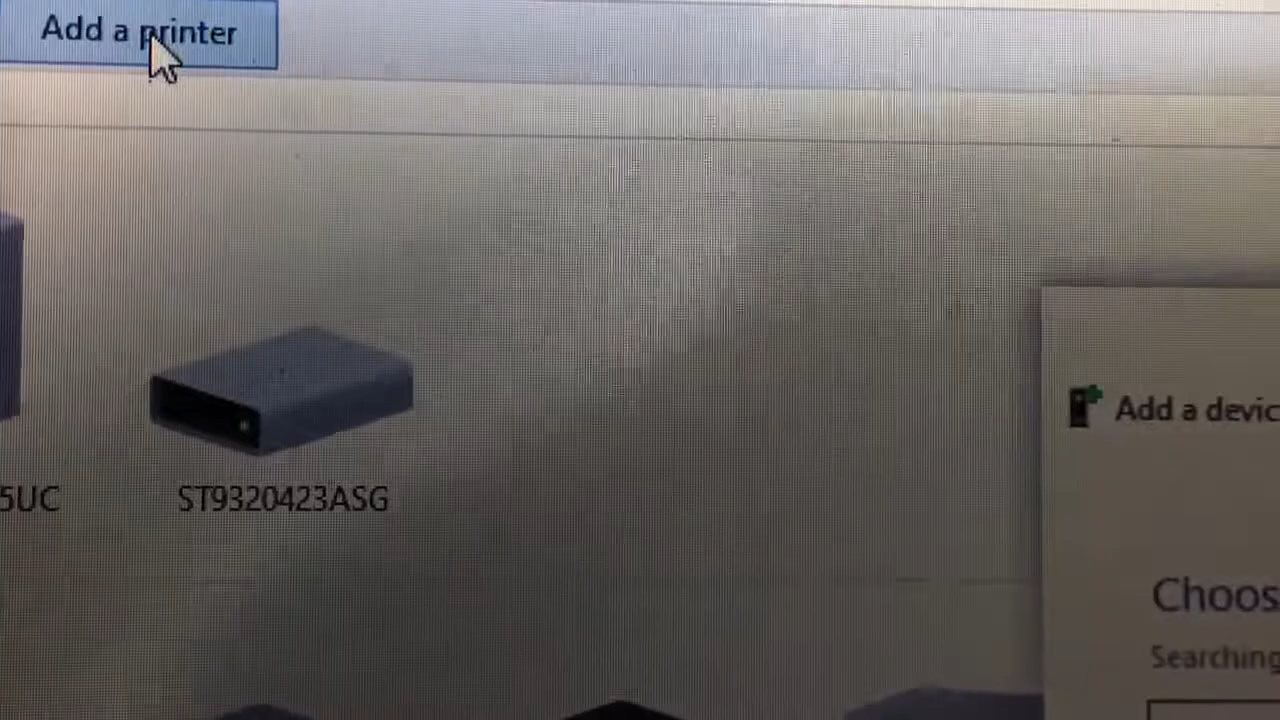 Add a printer
Add a devic
5UC
ST9320423ASG
Choos
Searching